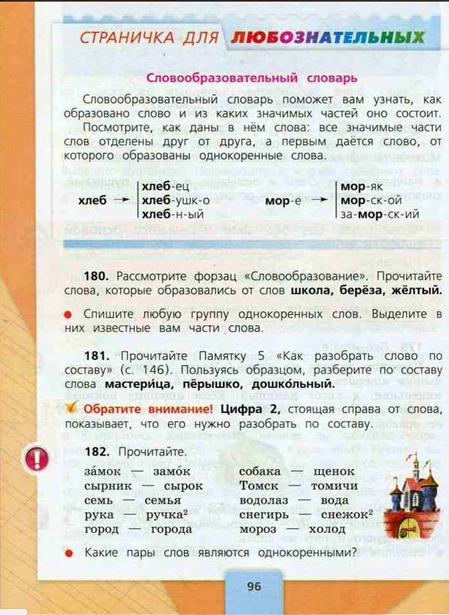 СТРАНИЧКА ДЛЯ ЛЮБОЗНАТЕЛЬНЫХ
Словообразовательный словарь
Словообразовательный словарь поможет вам узнать, как
образовано слово и из каких значимых частей оно состоит.
Посмотрите, как даны в нём слова: все значимые части
слов отделены друг от друга, а первым даётся слово, от
которого образованы однокоренные слова.
хлеб → хлеб-ец
хлеб-ушк-о
хлеб-н-ый
мор-е → мор-як
мор-ск-ой
за-мор-ск-ий
180. Рассмотрите форзац «Словообразование». Прочитайте
слова, которые образовались от слов школа, берёза, жёлтый.
• Спишите любую группу однокоренных слов. Выделите в
них известные вам части слова.
181. Прочитайте Памятку 5 «Как разобрать слово по
составу» (с. 146). Пользуясь образцом, разберите по составу
слова мастери́ца, пёрышко, дошко́льный.
Обратите внимание! Цифра 2, стоящая справа от слова,
показывает, что его нужно разобрать по составу.
182. Прочитайте.
за́мок — замо́к
сырник — сырок
семь — семья
рука — ручка²
город — города
собака — щенок
Томск — томичи
водолаз — вода
снегирь — снежок²
мороз — холод
• Какие пары слов являются однокоренными?
96